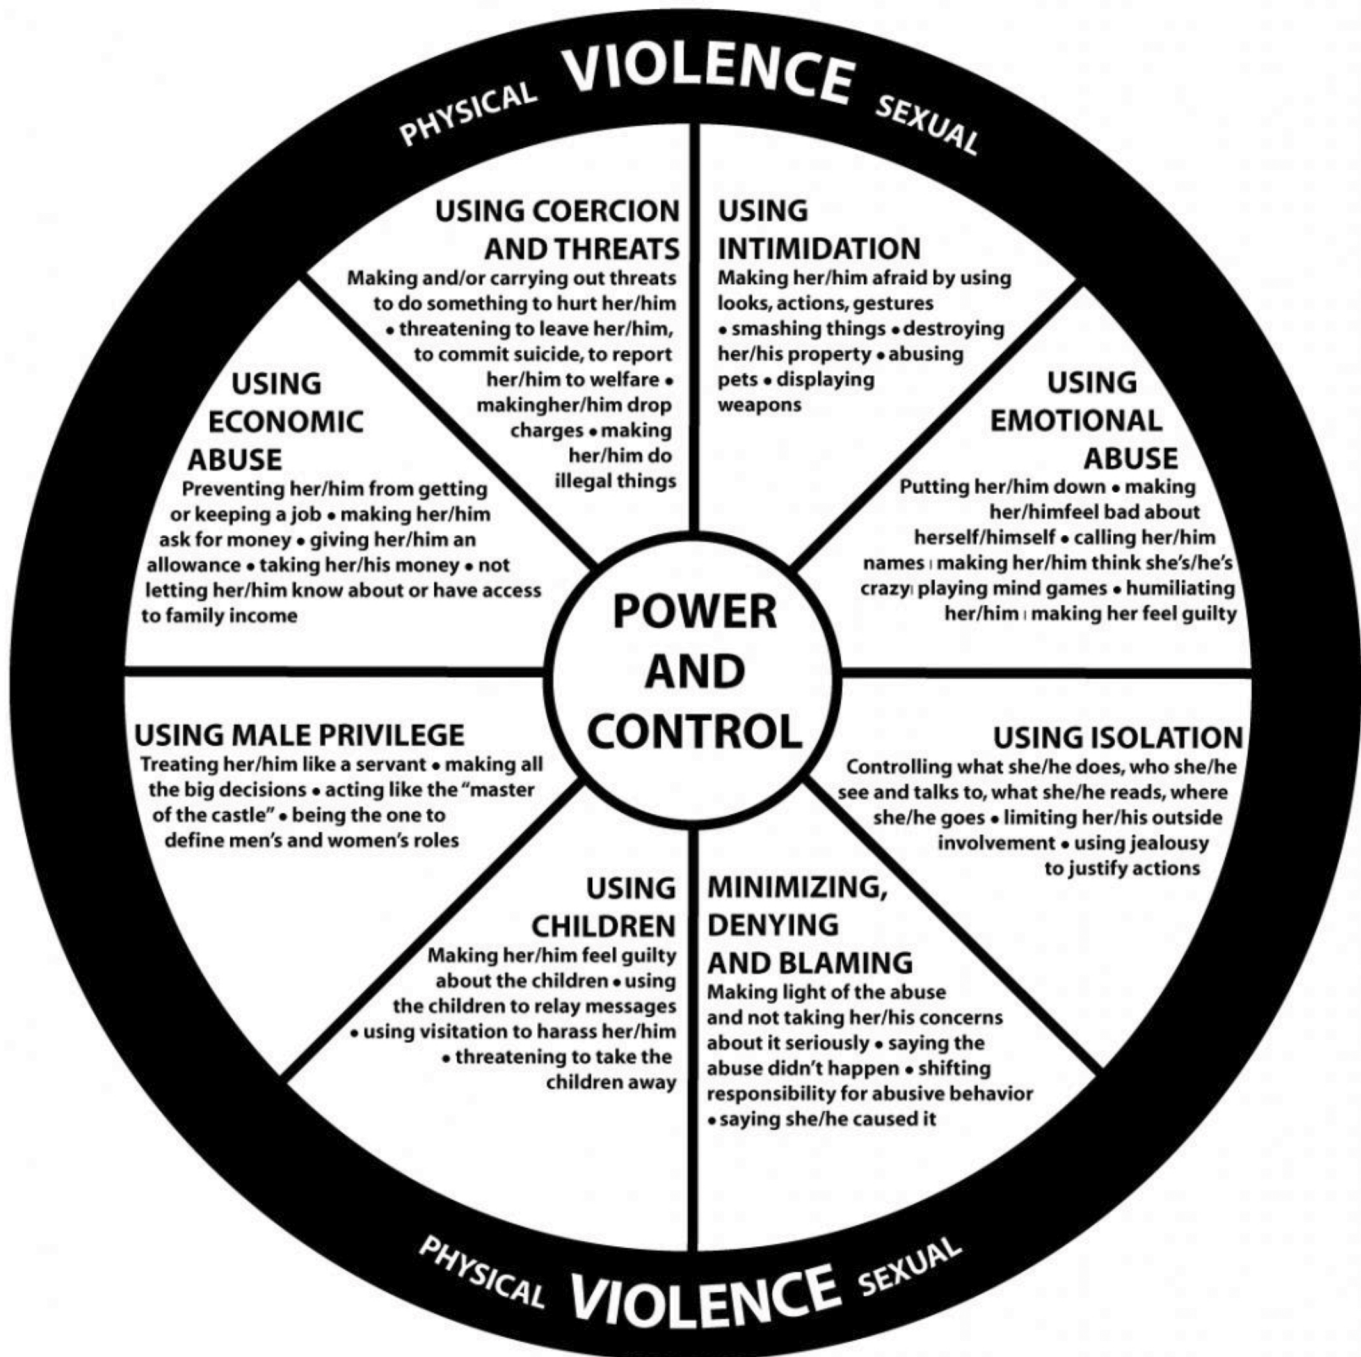 PHYSICAL VIOLENCE SEXUAL
USING COERCION
AND THREATS
Making and/or carrying out threats
to do something to hurt her/him
• threatening to leave her/him,
to commit suicide, to report
her/him to welfare •
makingher/him drop
charges • making
her/him do
illegal things
USING
INTIMIDATION
Making her/him afraid by using
looks, actions, gestures
• smashing things • destroying
her/his property • abusing
pets • displaying
weapons
USING
EMOTIONAL
ABUSE
Putting her/him down • making
her/himfeel bad about
herself/himself • calling her/him
names | making her/him think she's/he's
crazy| playing mind games • humiliating
her/him | making her feel guilty
USING ISOLATION
Controlling what she/he does, who she/he
see and talks to, what she/he reads, where
she/he goes • limiting her/his outside
involvement • using jealousy
to justify actions
MINIMIZING,
DENYING
AND BLAMING
Making light of the abuse
and not taking her/his concerns
about it seriously • saying the
abuse didn't happen • shifting
responsibility for abusive behavior
• saying she/he caused it
USING
CHILDREN
Making her/him feel guilty
about the children • using
the children to relay messages
• using visitation to harass her/him
• threatening to take the
children away
USING MALE PRIVILEGE
Treating her/him like a servant • making all
the big decisions • acting like the "master
of the castle" • being the one to
define men's and women's roles
USING
ECONOMIC
ABUSE
Preventing her/him from getting
or keeping a job • making her/him
ask for money • giving her/him an
allowance • taking her/his money • not
letting her/him know about or have access
to family income
POWER
AND
CONTROL
PHYSICAL VIOLENCE SEXUAL